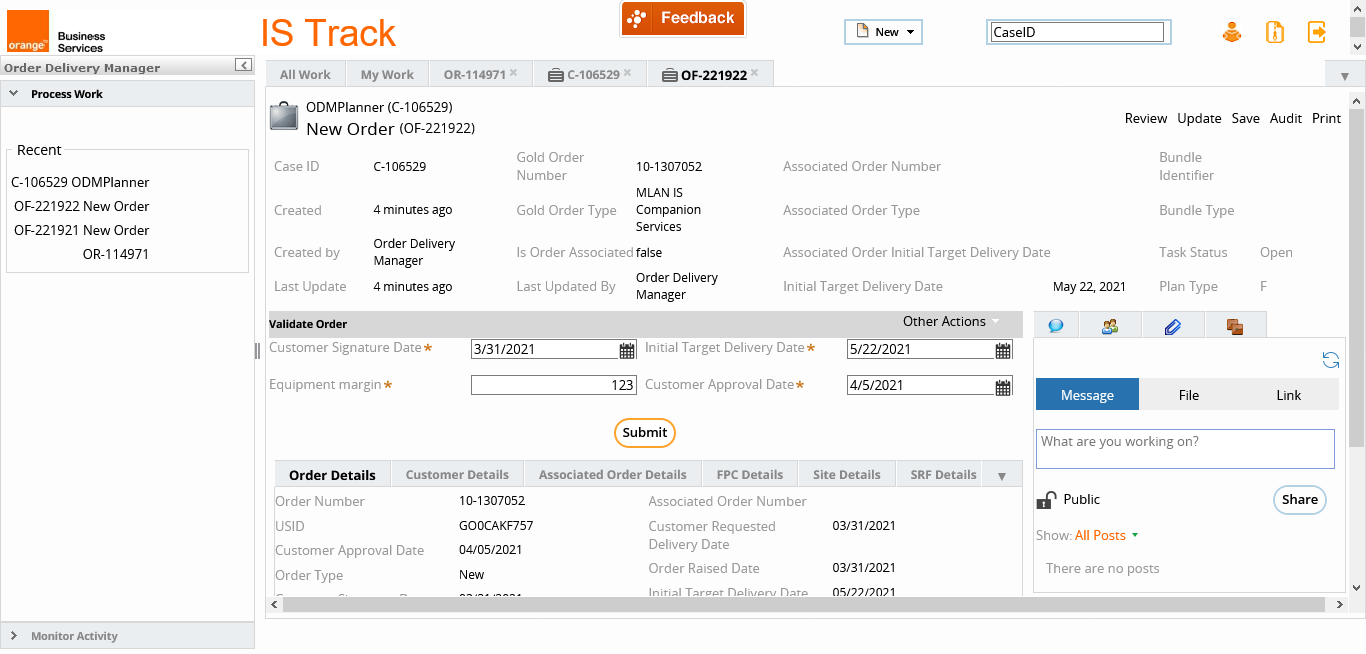 orange™
Business
Services
IS Track
Feedback
New
CaseID
Order Delivery Manager
Process Work
Recent
C-106529 ODMPlanner
OF-221922 New Order
OF-221921 New Order
OR-114971
Monitor Activity
All Work
My Work
OR-114971
C-106529
OF-221922
ODMPlanner (C-106529)
New Order (OF-221922)
Review Update Save Audit Print
Case ID C-106529 Gold Order Number 10-1307052 Associated Order Number Bundle Identifier
Created 4 minutes ago Gold Order Type MLAN IS Companion Services Associated Order Type Bundle Type
Created by Order Delivery Manager Is Order Associated false Associated Order Initial Target Delivery Date Task Status Open
Last Update 4 minutes ago Last Updated By Order Delivery Manager Initial Target Delivery Date May 22, 2021 Plan Type F
Validate Order Other Actions
Customer Signature Date* 3/31/2021 Initial Target Delivery Date* 5/22/2021
Equipment margin* 123 Customer Approval Date* 4/5/2021
Submit
Order Details Customer Details Associated Order Details FPC Details Site Details SRF Details
Order Number 10-1307052 Associated Order Number
USID GO0CAKF757 Customer Requested Delivery Date 03/31/2021
Customer Approval Date 04/05/2021
Order Raised Date 03/31/2021
Order Type New
Initial Target Delivery Date 05/22/2021
Message File Link
What are you working on?
Public Share
Show: All Posts
There are no posts